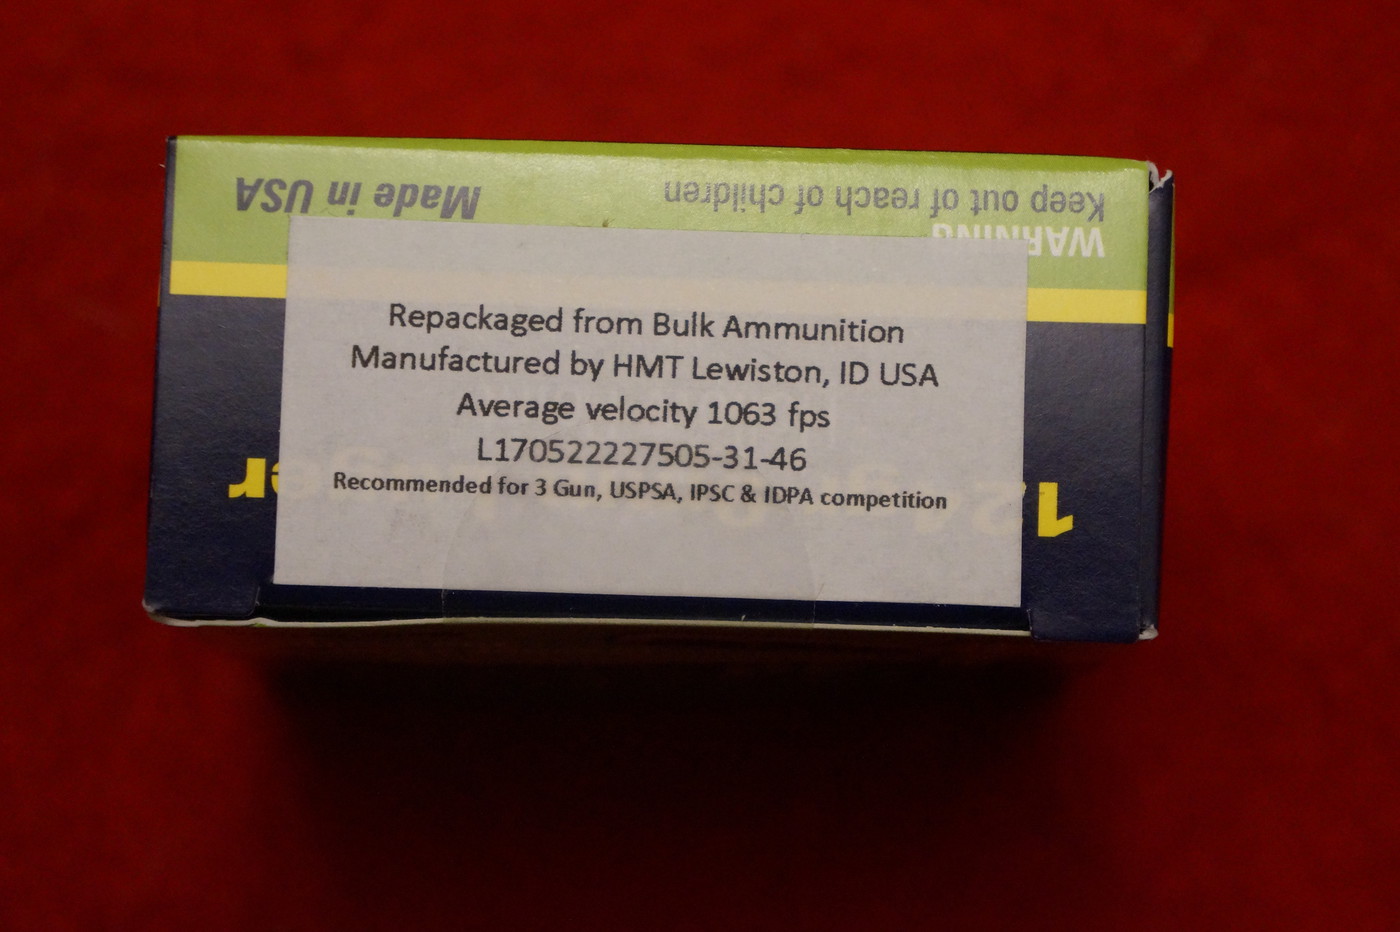 Made in USA
Keep out of reach of children
WARNING
Repackaged from Bulk Ammunition
Manufactured by HMT Lewiston, ID USA
Average velocity 1063 fps
L170522227505-31-46
Recommended for 3 Gun, USPSA, IPSC & IDPA competition